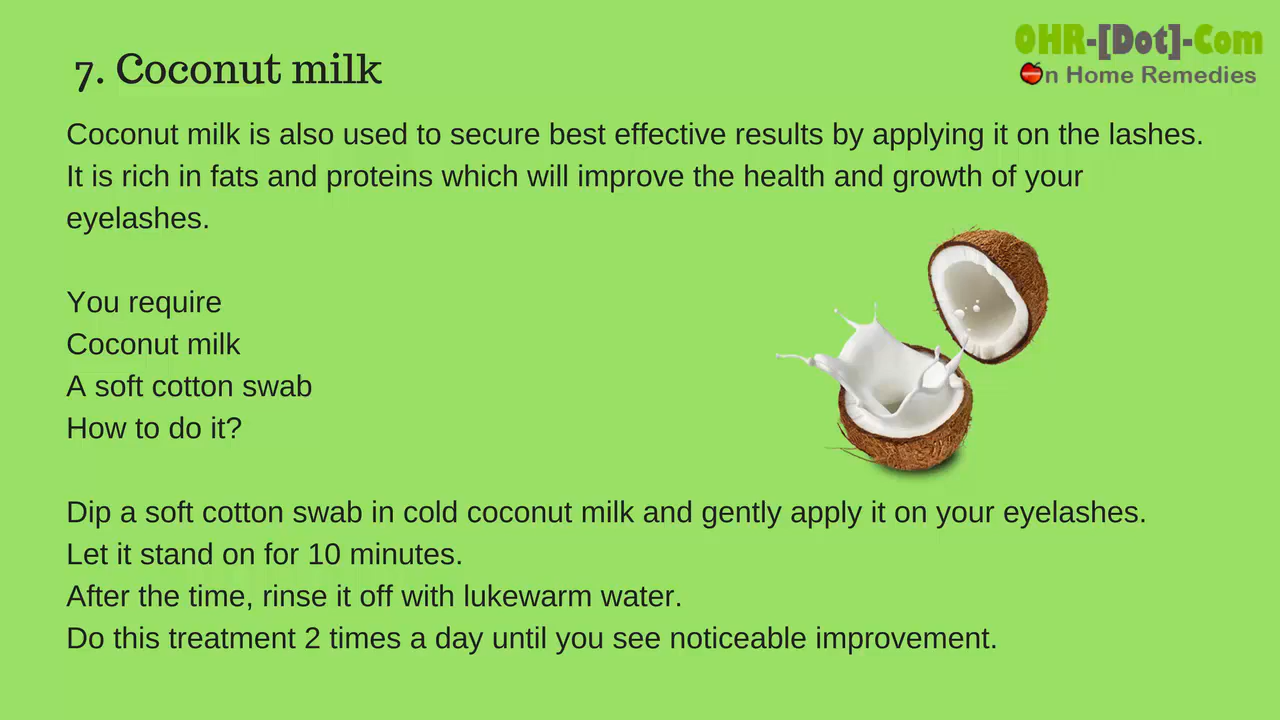 7. Coconut milk
OHR-[Dot]-Com
On Home Remedies
Coconut milk is also used to secure best effective results by applying it on the lashes.
It is rich in fats and proteins which will improve the health and growth of your
eyelashes.
You require
Coconut milk
A soft cotton swab
How to do it?
Dip a soft cotton swab in cold coconut milk and gently apply it on your eyelashes.
Let it stand on for 10 minutes.
After the time, rinse it off with lukewarm water.
Do this treatment 2 times a day until you see noticeable improvement.